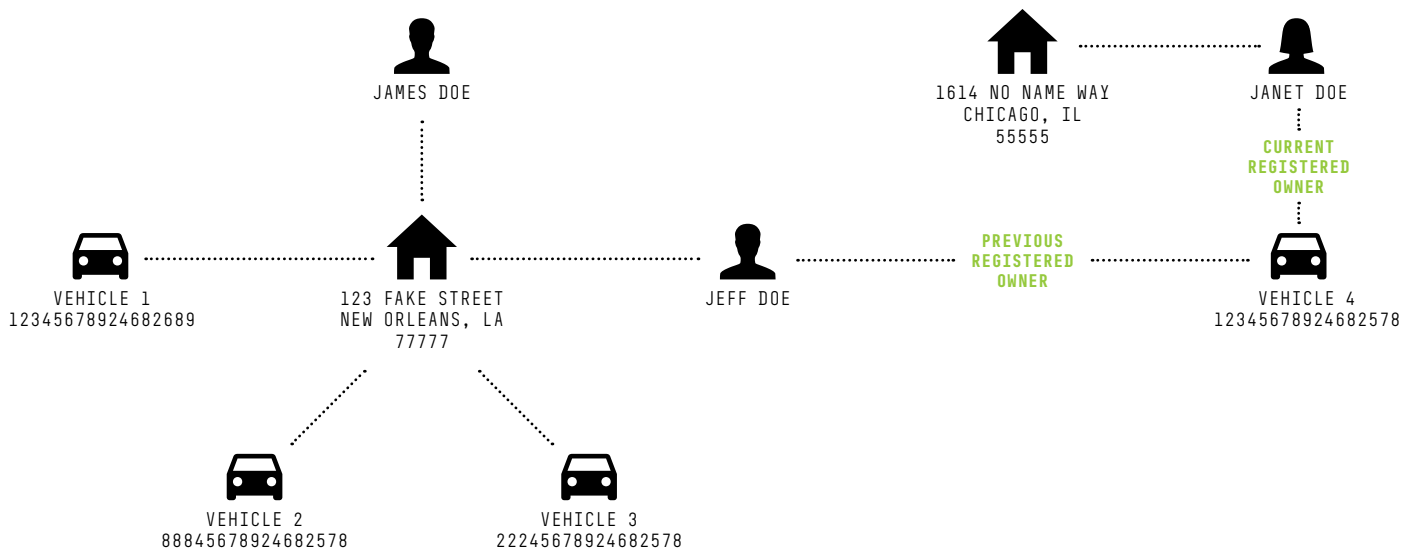 JAMES DOE
1614 NO NAME WAY
CHICAGO, IL
55555
JANET DOE
CURRENT
REGISTERED
OWNER
VEHICLE 1
12345678924682689
123 FAKE STREET
NEW ORLEANS, LA
77777
JEFF DOE
PREVIOUS
REGISTERED
OWNER
VEHICLE 4
12345678924682578
VEHICLE 2
88845678924682578
VEHICLE 3
22245678924682578